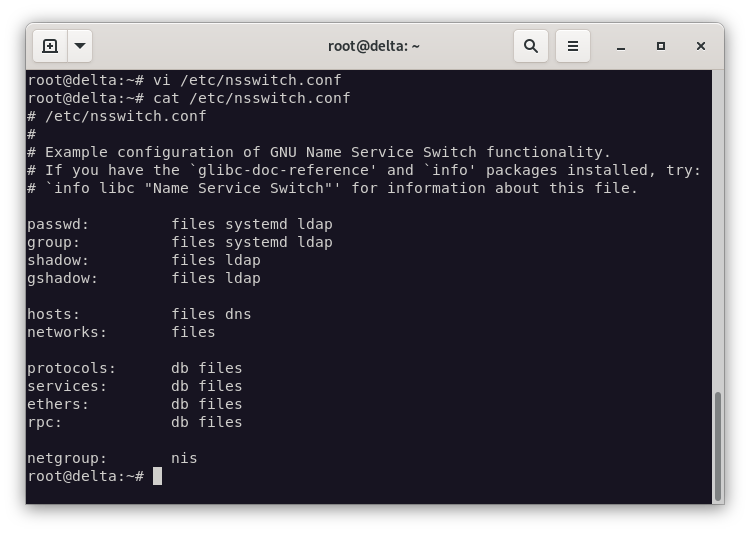 root@delta: ~
root@delta:~# vi /etc/nsswitch.conf
root@delta:~# cat /etc/nsswitch.conf
# /etc/nsswitch.conf
#
# Example configuration of GNU Name Service Switch functionality.
# If you have the `glibc-doc-reference' and `info' packages installed, try:
# `info libc "Name Service Switch"' for information about this file.

passwd:         files systemd ldap
group:          files systemd ldap
shadow:         files ldap
gshadow:        files ldap

hosts:          files dns
networks:       files

protocols:      db files
services:       db files
ethers:         db files
rpc:            db files

netgroup:       nis
root@delta:~#